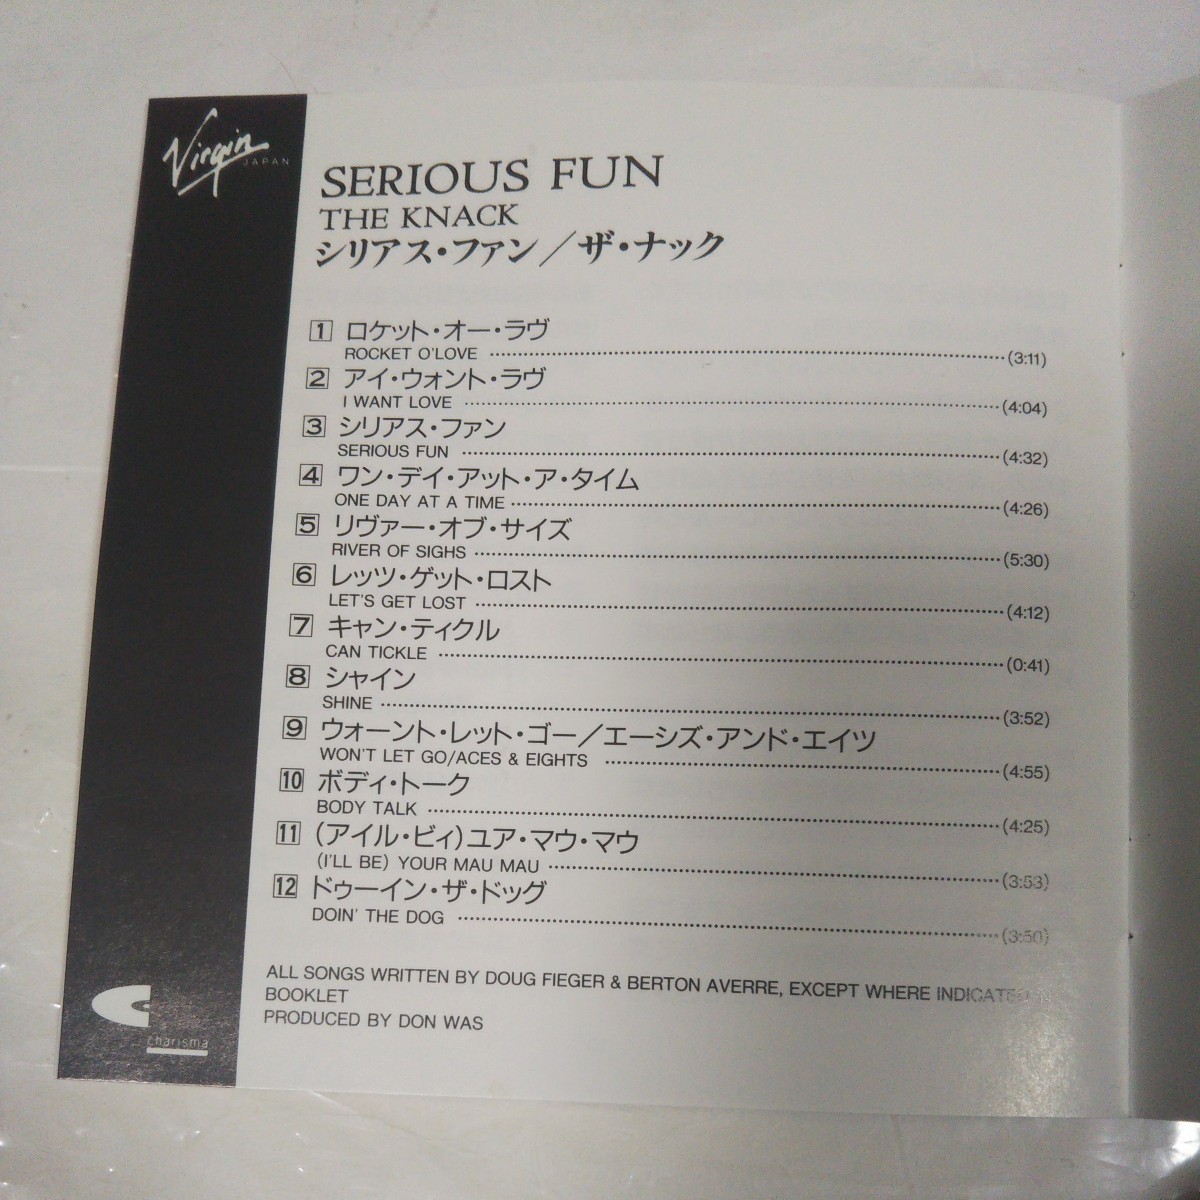 Virgin
JAPAN
SERIOUS FUN
THE KNACK
シリアス・ファン／ザ・ナック
1 ロケット・オー・ラヴ
ROCKET O'LOVE (3:11)
2 アイ・ウォント・ラヴ
I WANT LOVE (4:04)
3 シリアス・ファン
SERIOUS FUN (4:32)
4 ワン・デイ・アット・ア・タイム
ONE DAY AT A TIME (4:26)
5 リヴァー・オブ・サイズ
RIVER OF SIGHS (5:30)
6 レッツ・ゲット・ロスト
LET'S GET LOST (4:12)
7 キャン・ティクル
CAN TICKLE (0:41)
8 シャイン
SHINE (3:52)
9 ウォーント・レット・ゴー／エーシズ・アンド・エイツ
WON'T LET GO/ACES & EIGHTS (4:55)
10 ボディ・トーク
BODY TALK (4:25)
11 (アイル・ビィ)ユア・マウ・マウ
(I'LL BE) YOUR MAU MAU (3:53)
12 ドゥーイン・ザ・ドッグ
DOIN' THE DOG (3:50)
ALL SONGS WRITTEN BY DOUG FIEGER & BERTON AVERRE, EXCEPT WHERE INDICATED
BOOKLET
PRODUCED BY DON WAS
charisma